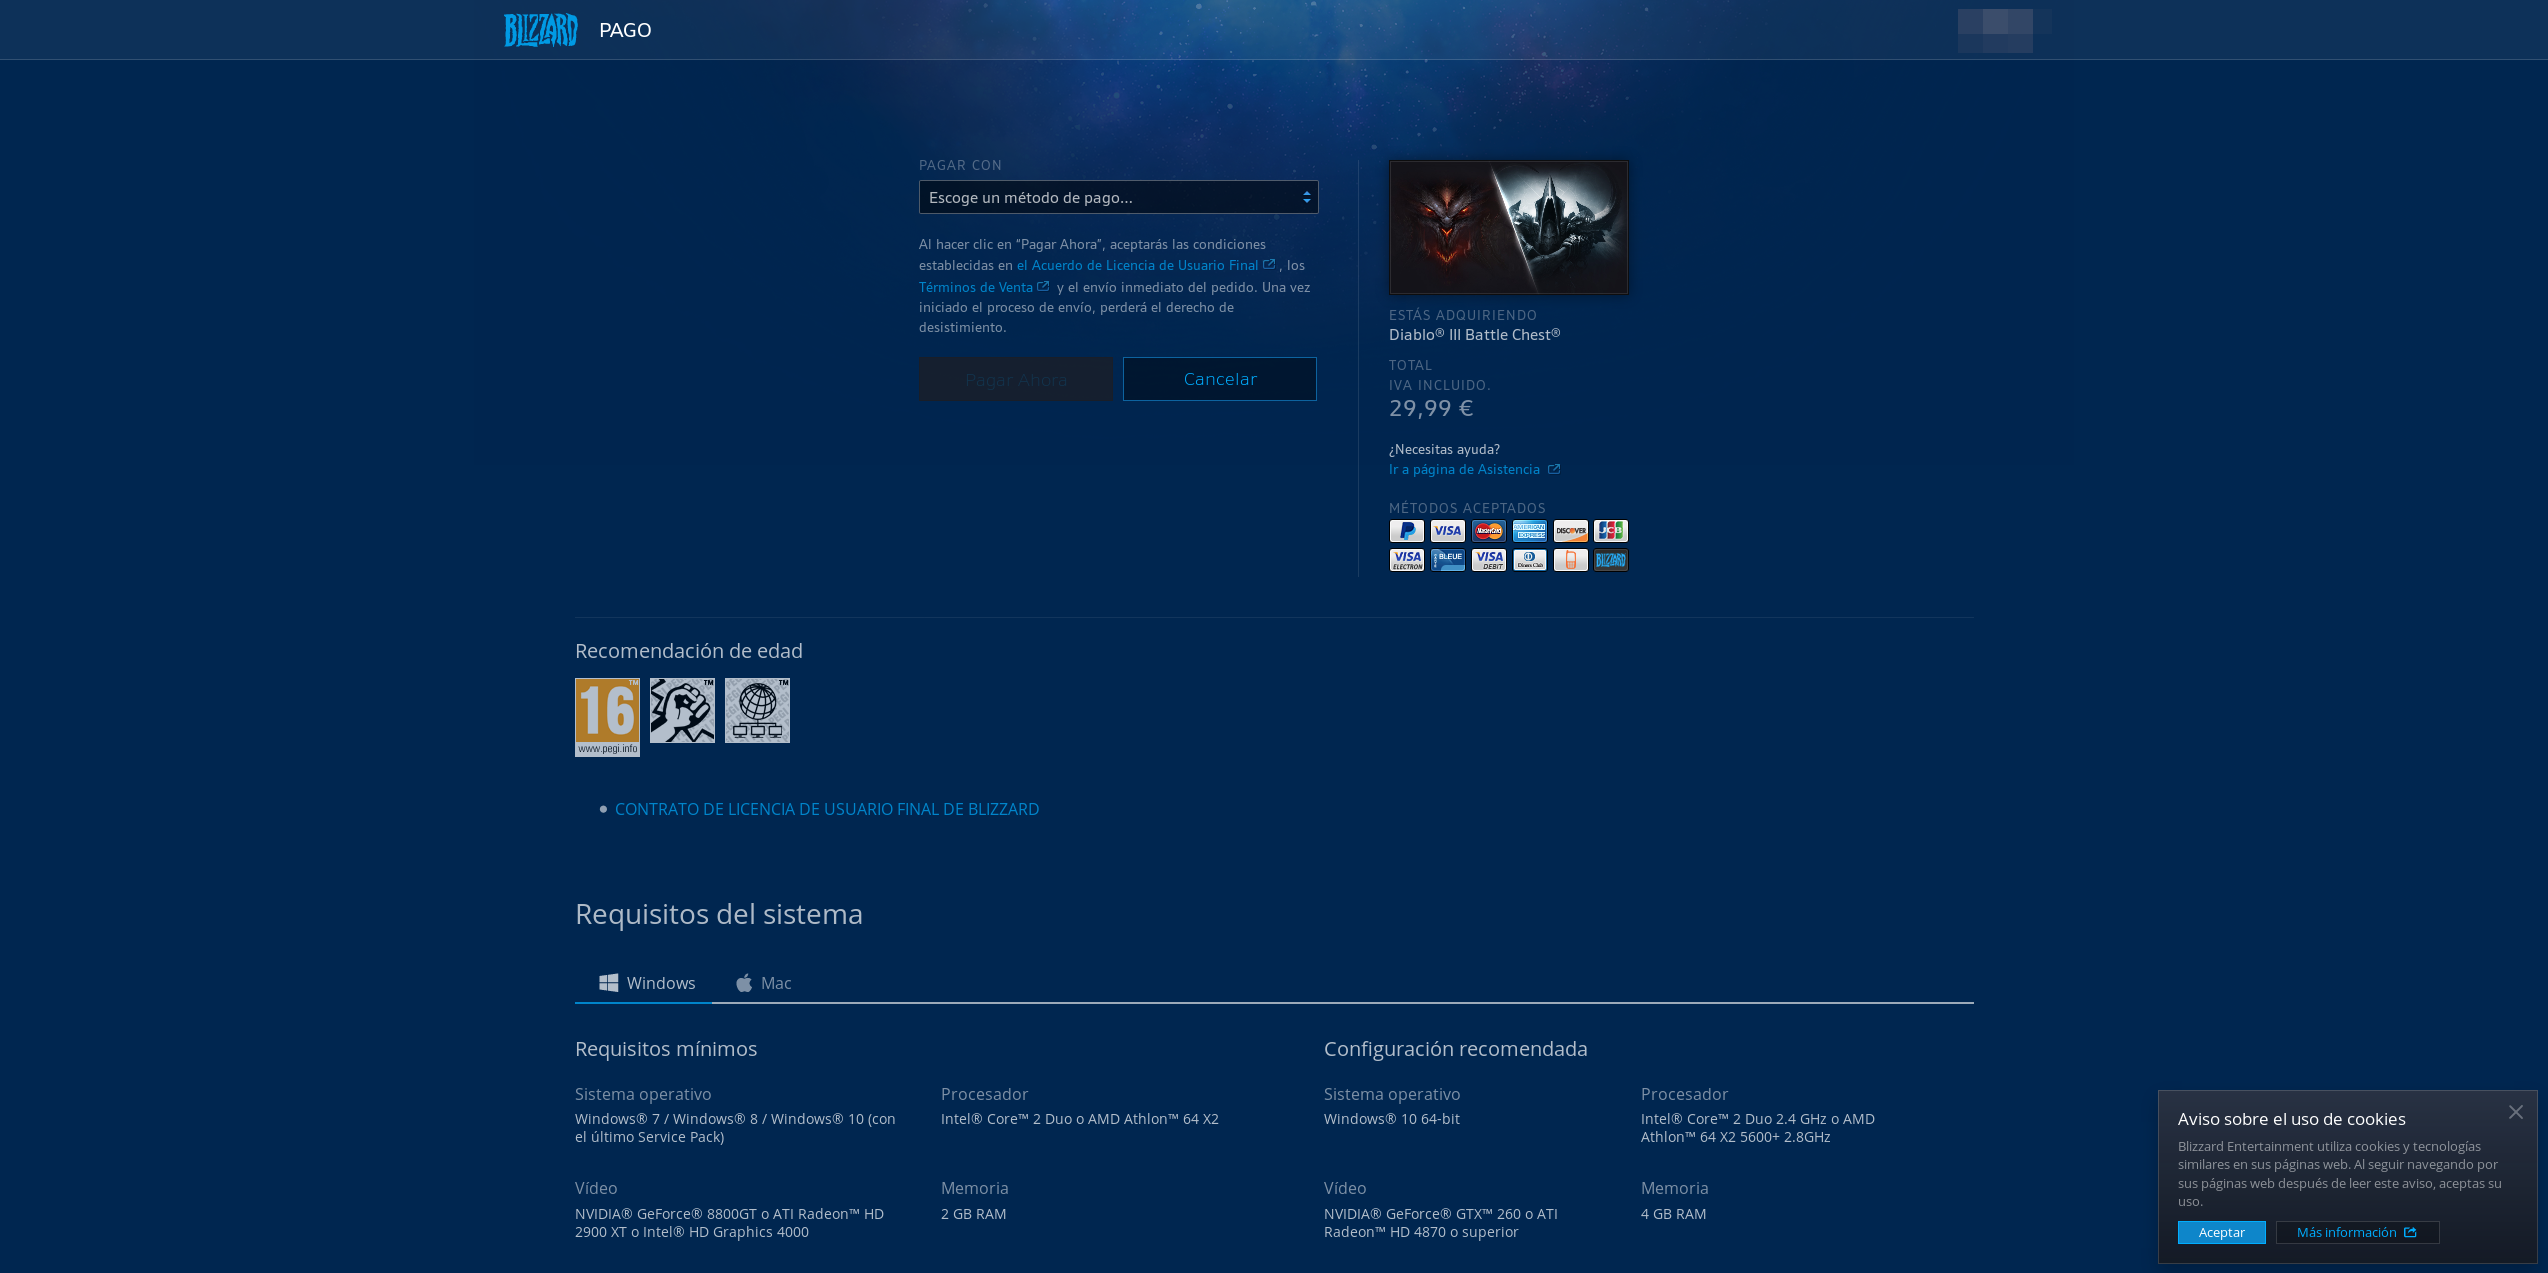 BLIZZARD PAGO
PAGAR CON
Escoge un método de pago...
Al hacer clic en “Pagar Ahora”, aceptarás las condiciones
establecidas en el Acuerdo de Licencia de Usuario Final , los
Términos de Venta y el envío inmediato del pedido. Una vez
iniciado el proceso de envío, perderá el derecho de
desistimiento.
Pagar Ahora
Cancelar
ESTÁS ADQUIRIENDO
Diablo® III Battle Chest®
TOTAL
IVA INCLUIDO.
29,99 €
¿Necesitas ayuda?
Ir a página de Asistencia
MÉTODOS ACEPTADOS
P VISA MasterCard AMERICAN EXPRESS DISCOVER JCB
VISA ELECTRON BLEUE VISA DEBIT Diners Club BLIZZARD
Recomendación de edad
16 TM TM TM
www.pegi.info
CONTRATO DE LICENCIA DE USUARIO FINAL DE BLIZZARD
Requisitos del sistema
Windows Mac
Requisitos mínimos
Sistema operativo
Windows® 7 / Windows® 8 / Windows® 10 (con
el último Service Pack)
Procesador
Intel® Core™ 2 Duo o AMD Athlon™ 64 X2
Vídeo
NVIDIA® GeForce® 8800GT o ATI Radeon™ HD
2900 XT o Intel® HD Graphics 4000
Memoria
2 GB RAM
Configuración recomendada
Sistema operativo
Windows® 10 64-bit
Procesador
Intel® Core™ 2 Duo 2.4 GHz o AMD
Athlon™ 64 X2 5600+ 2.8GHz
Vídeo
NVIDIA® GeForce® GTX™ 260 o ATI
Radeon™ HD 4870 o superior
Memoria
4 GB RAM
Aviso sobre el uso de cookies
Blizzard Entertainment utiliza cookies y tecnologías
similares en sus páginas web. Al seguir navegando por
sus páginas web después de leer este aviso, aceptas su
uso.
Aceptar
Más información